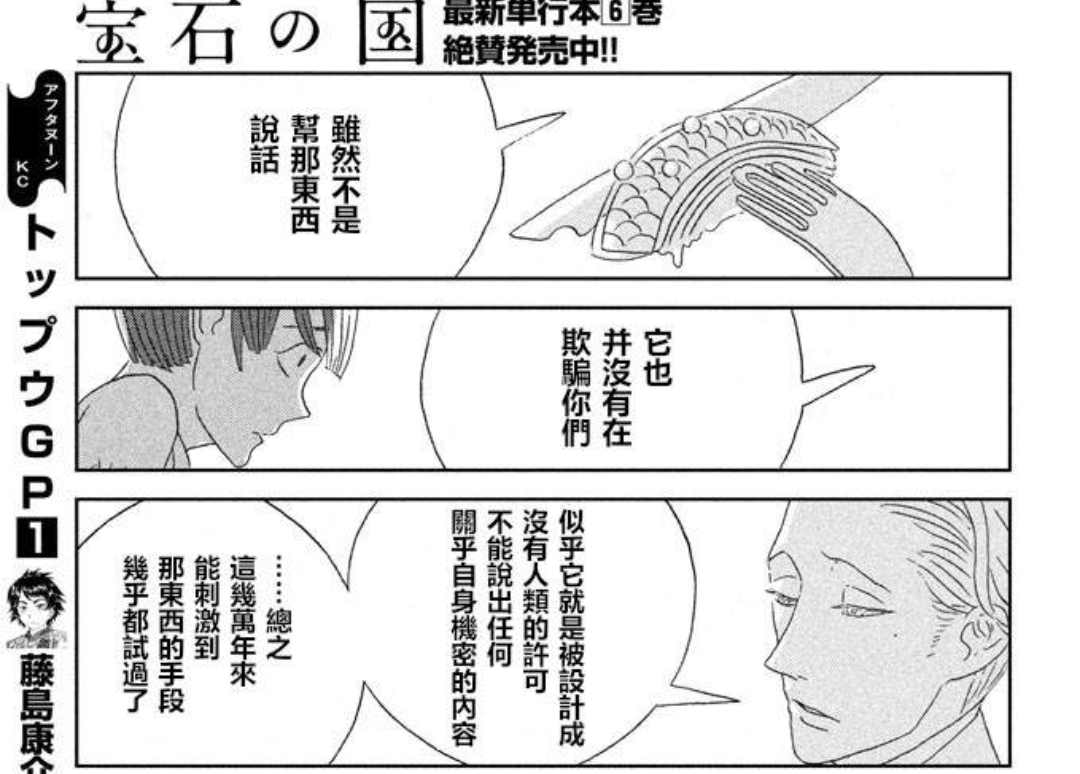 宝石の国
最新単行本6巻
絶賛発売中!!
アフタヌーン
KC
トップウGP1
藤島康介
雖然不是
幫那東西
說話
它也
并沒有在
欺騙你們
似乎它就是被設計成
沒有人類的許可
不能說出任何
關乎自身機密的內容
……總之
這幾萬年來
能刺激到
那東西的手段
幾乎都試過了